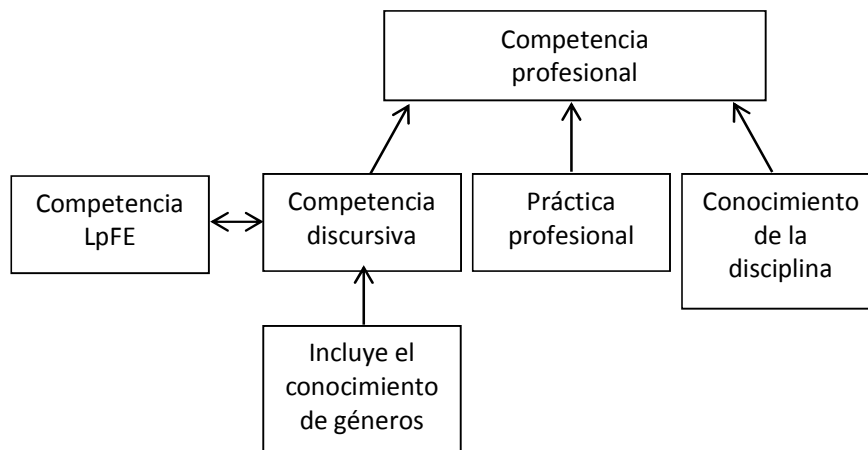 Competencia
profesional
Competencia
LpFE
Competencia
discursiva
Práctica
profesional
Conocimiento
de la
disciplina
Incluye el
conocimiento
de géneros